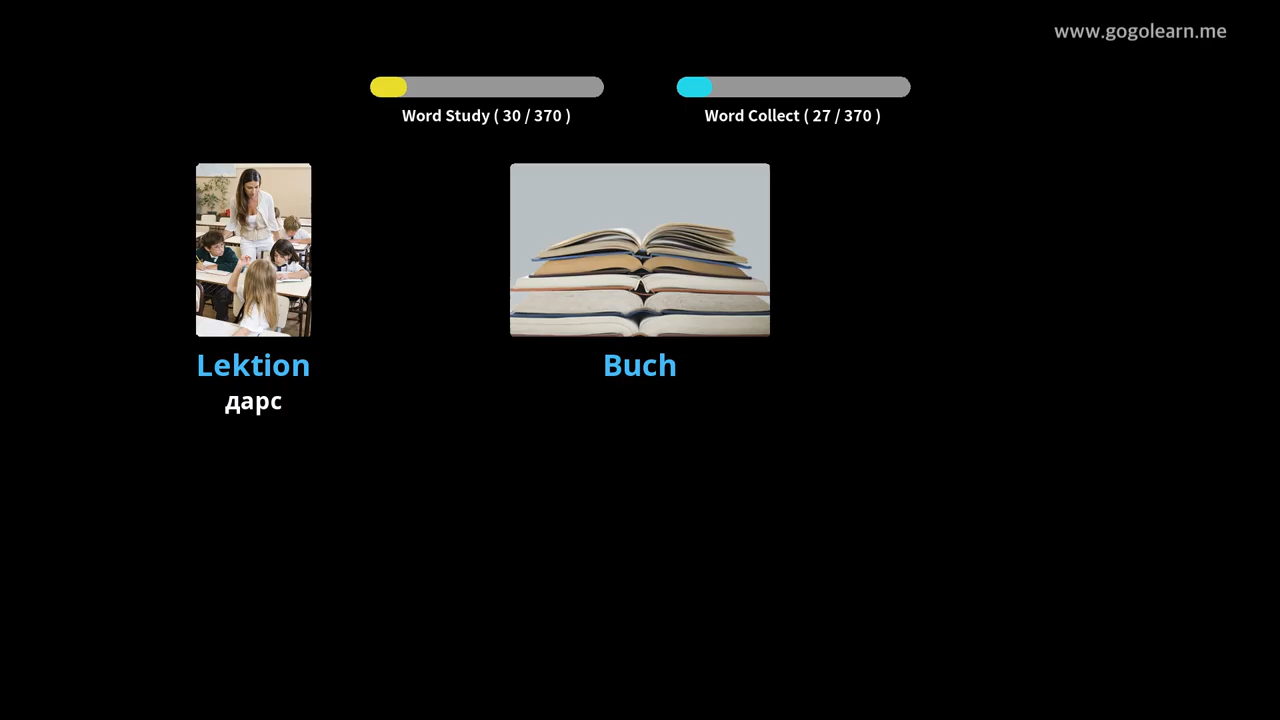 www.gogolearn.me
Word Study ( 30 / 370 )
Word Collect ( 27 / 370 )
Lektion
дарс
Buch